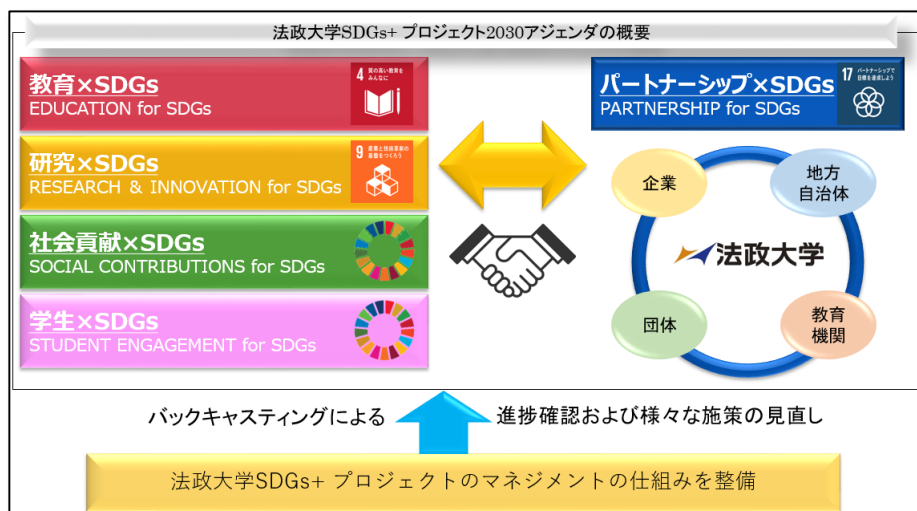 法政大学SDGs+ プロジェクト2030アジェンダの概要
教育×SDGs
EDUCATION for SDGs
4 質の高い教育を
みんなに
研究×SDGs
RESEARCH & INNOVATION for SDGs
9 産業と技術革新の
基盤をつくろう
社会貢献×SDGs
SOCIAL CONTRIBUTIONS for SDGs
学生×SDGs
STUDENT ENGAGEMENT for SDGs
パートナーシップ×SDGs
PARTNERSHIP for SDGs
17 パートナーシップで
目標を達成しよう
企業
地方
自治体
法政大学
団体
教育
機関
バックキャスティングによる
進捗確認および様々な施策の見直し
法政大学SDGs+ プロジェクトのマネジメントの仕組みを整備